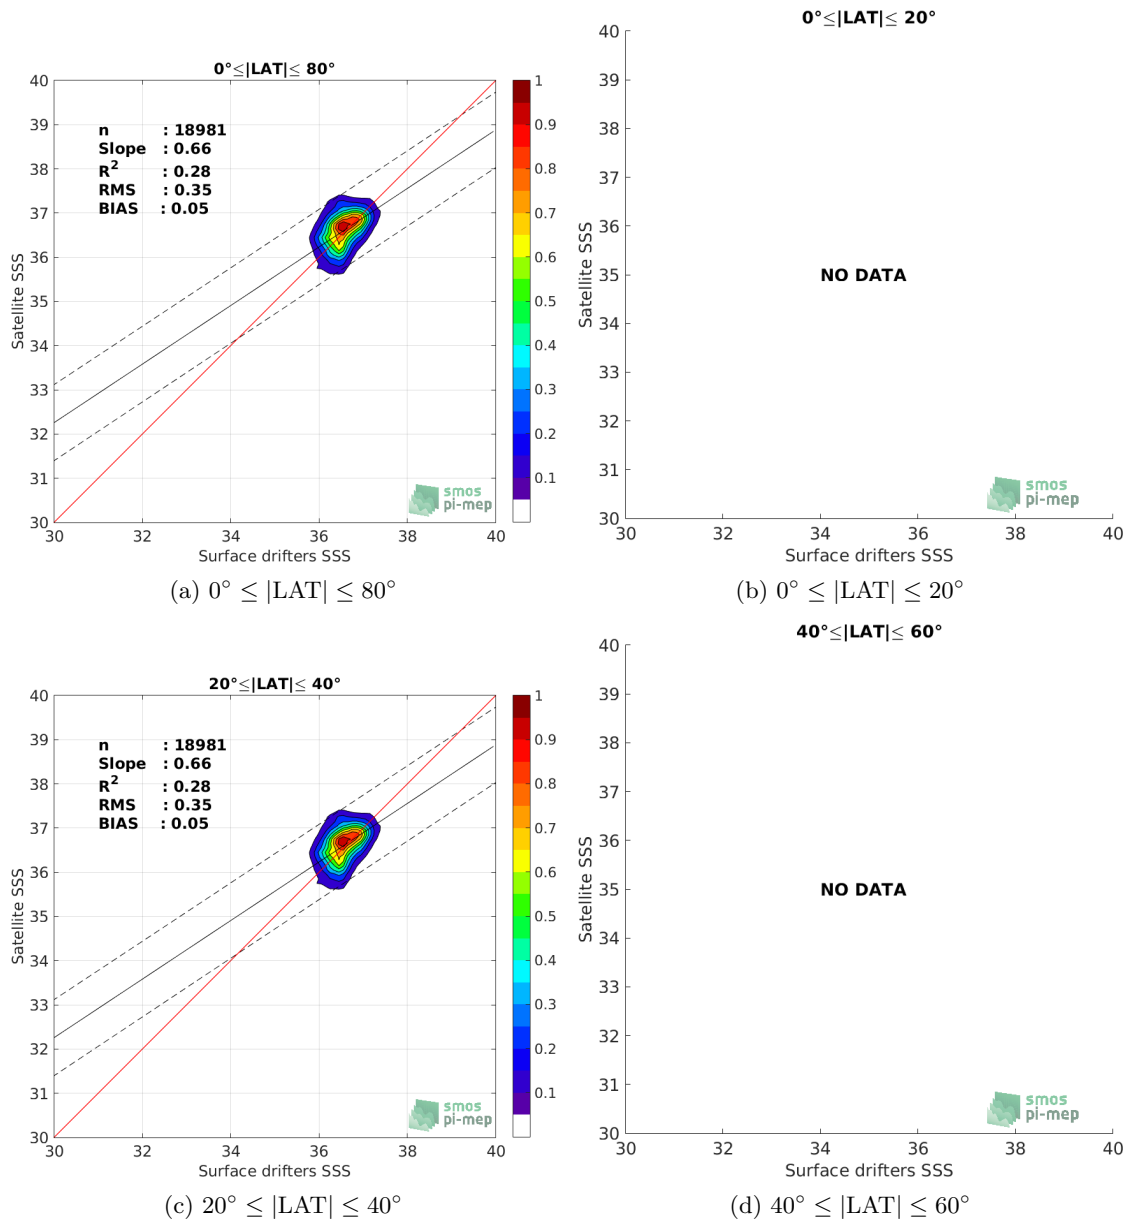 0°≤|LAT|≤ 80°
40
39
38
37
36
35
34
33
32
31
30
Satellite SSS
n : 18981
Slope : 0.66
R² : 0.28
RMS : 0.35
BIAS : 0.05
smos
pi-mep
30 32 34 36 38 40
Surface drifters SSS
1
0.9
0.8
0.7
0.6
0.5
0.4
0.3
0.2
0.1
(a) 0° ≤ |LAT| ≤ 80°
0°≤|LAT|≤ 20°
40
39
38
37
36
35
34
33
32
31
30
Satellite SSS
NO DATA
smos
pi-mep
30 32 34 36 38 40
Surface drifters SSS
(b) 0° ≤ |LAT| ≤ 20°
20°≤|LAT|≤ 40°
40
39
38
37
36
35
34
33
32
31
30
Satellite SSS
n : 18981
Slope : 0.66
R² : 0.28
RMS : 0.35
BIAS : 0.05
smos
pi-mep
30 32 34 36 38 40
Surface drifters SSS
1
0.9
0.8
0.7
0.6
0.5
0.4
0.3
0.2
0.1
(c) 20° ≤ |LAT| ≤ 40°
40°≤|LAT|≤ 60°
40
39
38
37
36
35
34
33
32
31
30
Satellite SSS
NO DATA
smos
pi-mep
30 32 34 36 38 40
Surface drifters SSS
(d) 40° ≤ |LAT| ≤ 60°